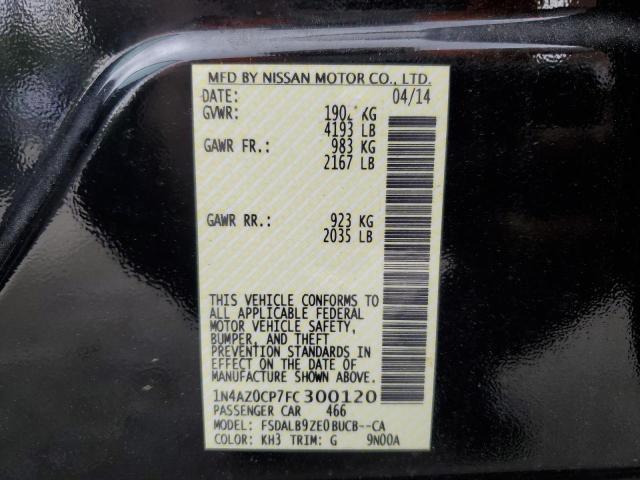 MFD BY NISSAN MOTOR CO., LTD.
DATE: 04/14
GVWR: KG
4193 LB
GAWR FR.: 983 KG
2167 LB
GAWR RR.: 923 KG
2035 LB
THIS VEHICLE CONFORMS TO
ALL APPLICABLE FEDERAL
MOTOR VEHICLE SAFETY,
BUMPER, AND THEFT
PREVENTION STANDARDS IN
EFFECT ON THE DATE OF
MANUFACTURE SHOWN ABOVE.
1N4AZ0CP7FC300120
PASSENGER CAR 466
MODEL: FSDALB9ZE0BUCB--CA
COLOR: KH3 TRIM: G 9N00A